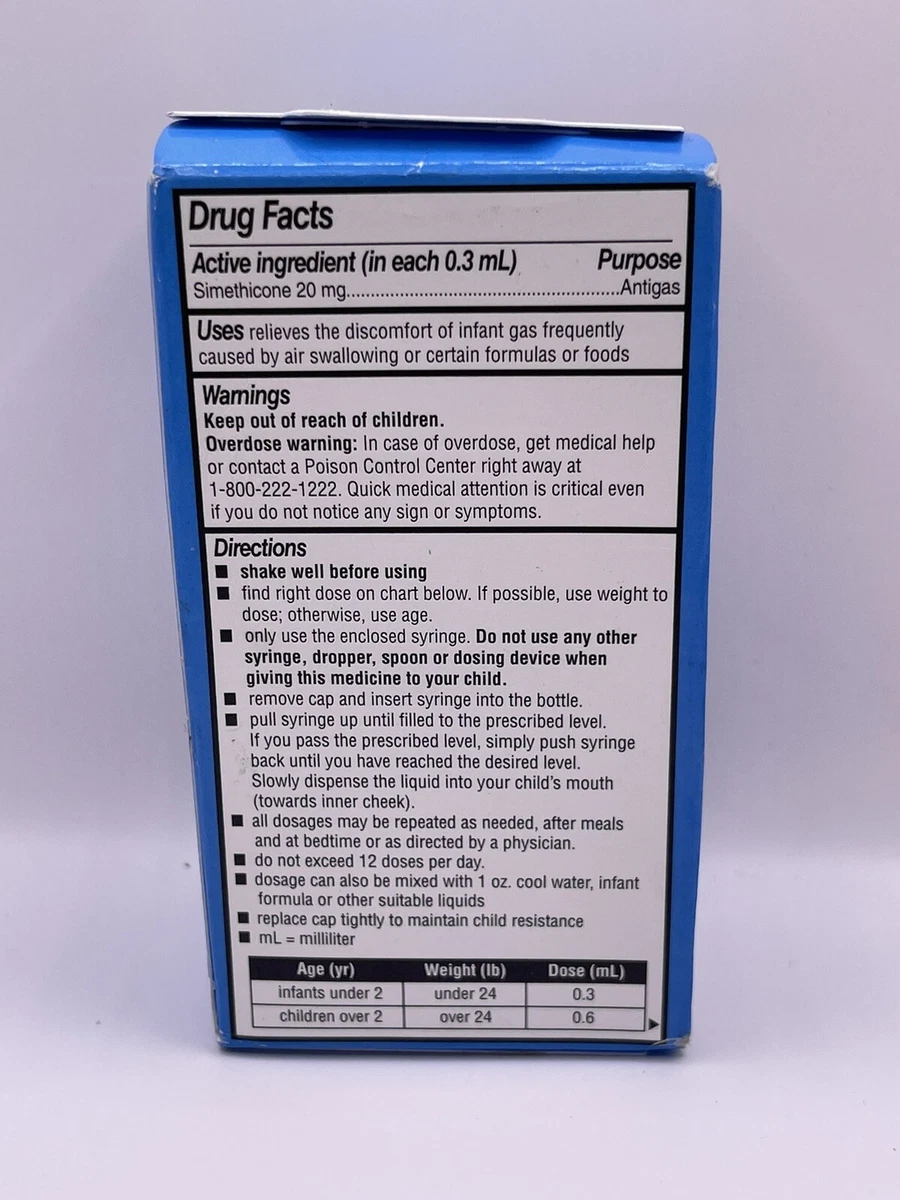 Drug Facts
Active ingredient (in each 0.3 mL) Purpose
Simethicone 20 mg......................................................Antigas
Uses relieves the discomfort of infant gas frequently
caused by air swallowing or certain formulas or foods
Warnings
Keep out of reach of children.
Overdose warning: In case of overdose, get medical help
or contact a Poison Control Center right away at
1-800-222-1222. Quick medical attention is critical even
if you do not notice any sign or symptoms.
Directions
■ shake well before using
■ find right dose on chart below. If possible, use weight to
dose; otherwise, use age.
■ only use the enclosed syringe. Do not use any other
syringe, dropper, spoon or dosing device when
giving this medicine to your child.
■ remove cap and insert syringe into the bottle.
■ pull syringe up until filled to the prescribed level.
If you pass the prescribed level, simply push syringe
back until you have reached the desired level.
Slowly dispense the liquid into your child's mouth
(towards inner cheek).
■ all dosages may be repeated as needed, after meals
and at bedtime or as directed by a physician.
■ do not exceed 12 doses per day.
■ dosage can also be mixed with 1 oz. cool water, infant
formula or other suitable liquids
■ replace cap tightly to maintain child resistance
■ mL = milliliter
Age (yr) Weight (lb) Dose (mL)
infants under 2 under 24 0.3
children over 2 over 24 0.6